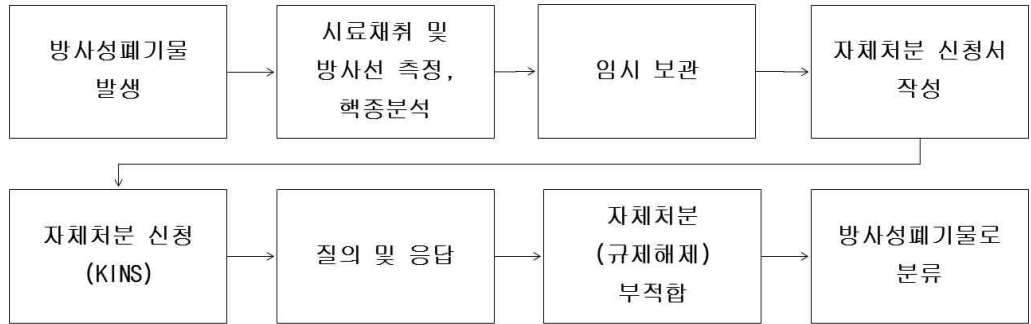 방사성폐기물
발생
시료채취 및
방사선 측정,
핵종분석
임시 보관
자체처분 신청서
작성
자체처분 신청
(KINS)
질의 및 응답
자체처분
(규제해제)
부적합
방사성폐기물로
분류